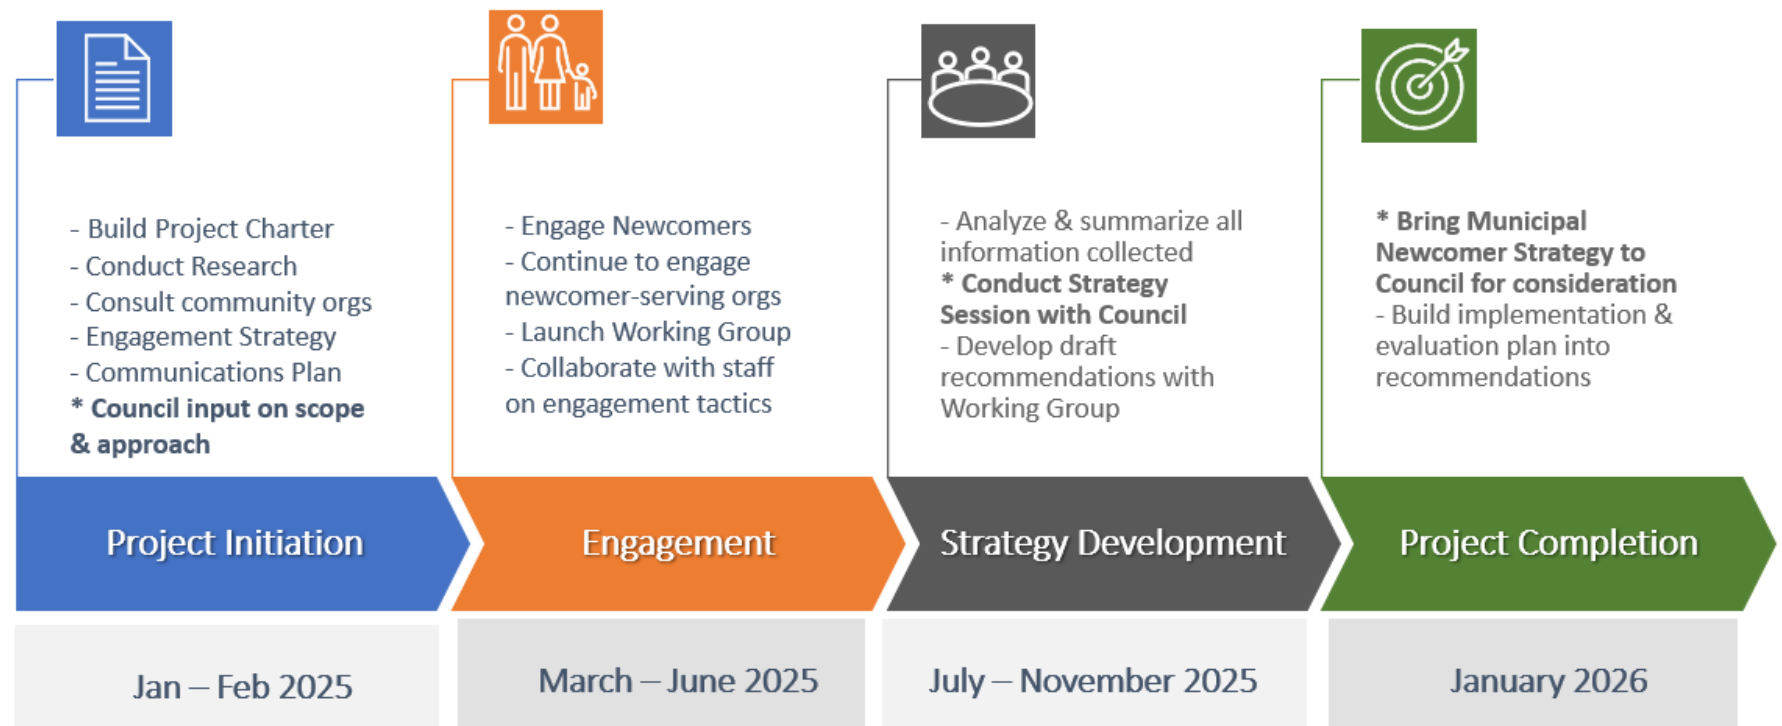 - Build Project Charter
- Conduct Research
- Consult community orgs
- Engagement Strategy
- Communications Plan
* Council input on scope
& approach
Project Initiation
Jan – Feb 2025
- Engage Newcomers
- Continue to engage
newcomer-serving orgs
- Launch Working Group
- Collaborate with staff
on engagement tactics
Engagement
March – June 2025
- Analyze & summarize all
information collected
* Conduct Strategy
Session with Council
- Develop draft
recommendations with
Working Group
Strategy Development
July – November 2025
* Bring Municipal
Newcomer Strategy to
Council for consideration
- Build implementation &
evaluation plan into
recommendations
Project Completion
January 2026